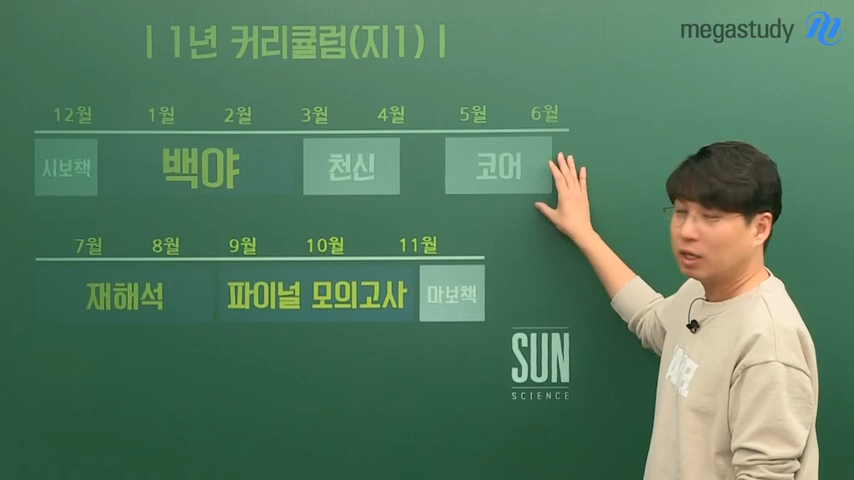 megastudy
| 1년 커리큘럼(지1) |
12월 1월 2월 3월 4월 5월 6월
시보책 백야 천신 코어
7월 8월 9월 10월 11월
재해석 파이널 모의고사 마보책
SUN
SCIENCE